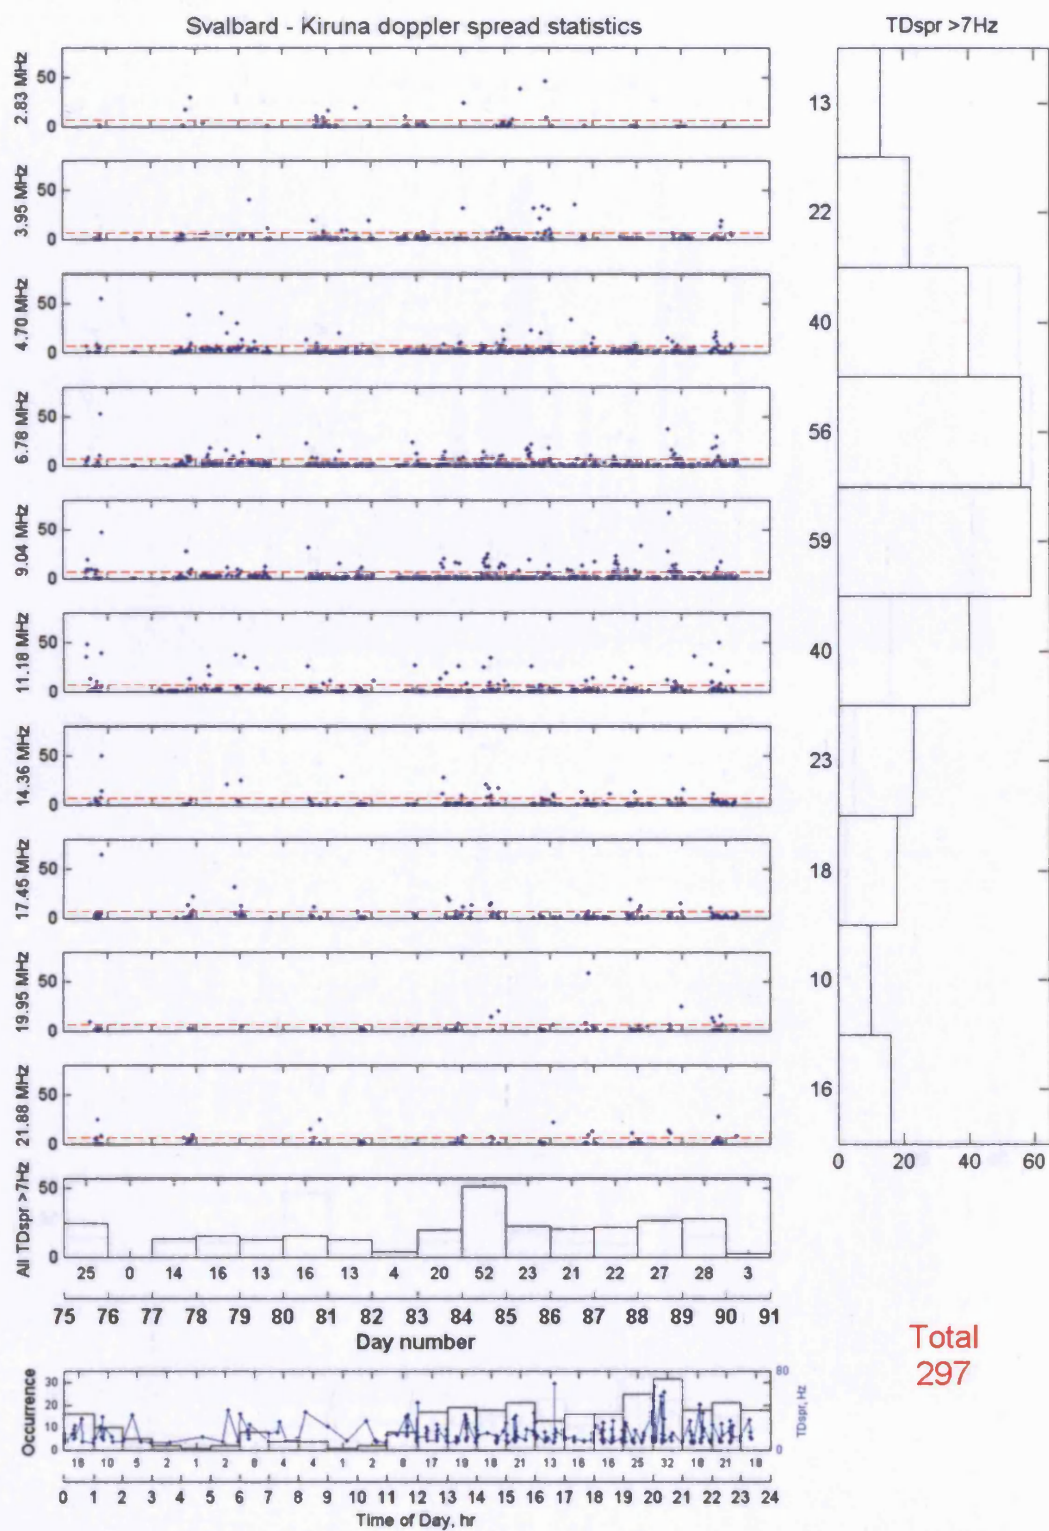 Svalbard - Kiruna doppler spread statistics
TDspr >7Hz
2.83 MHz
50
0
13
3.95 MHz
50
0
22
4.70 MHz
50
0
40
6.78 MHz
50
0
56
9.04 MHz
50
0
59
11.18 MHz
50
0
40
14.36 MHz
50
0
23
17.45 MHz
50
0
18
19.95 MHz
50
0
10
21.88 MHz
50
0
16
0 20 40 60
All TDspr >7Hz
50
0
25 0 14 16 13 16 13 4 20 52 23 21 22 27 28 3
75 76 77 78 79 80 81 82 83 84 85 86 87 88 89 90 91
Day number
Total
297
Occurrence
30
20
10
0
80
0
TDspr, Hz
10 5 2 1 2 4 4 1 2 17 21 13 16 16 25 32 21
0 1 2 3 4 5 6 7 8 9 10 11 12 13 14 15 16 17 18 19 20 21 22 23 24
Time of Day, hr